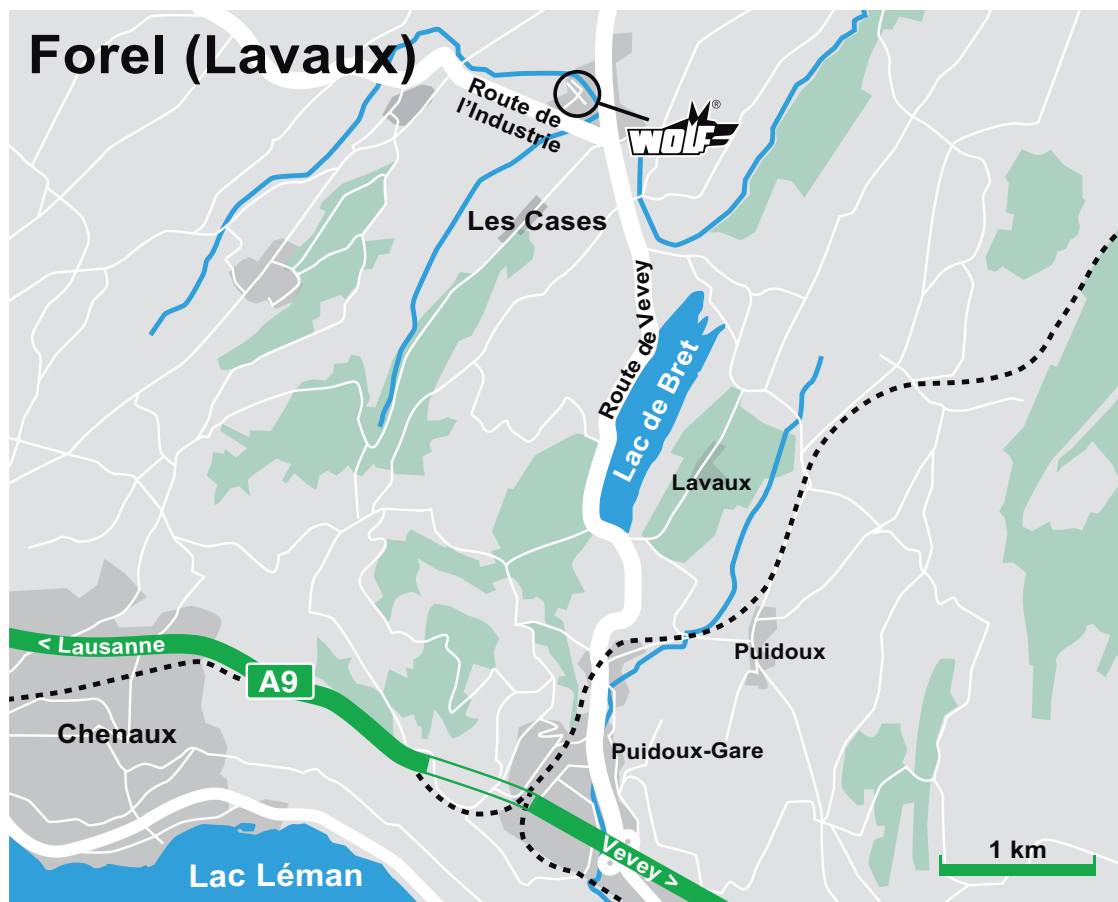 Forel (Lavaux)
Route de
l'Industrie
WOLF
®
Les Cases
Route de Vevey
Lac de Bret
Lavaux
< Lausanne
A9
Puidoux
Chenaux
Puidoux-Gare
Vevey >
1 km
Lac Léman